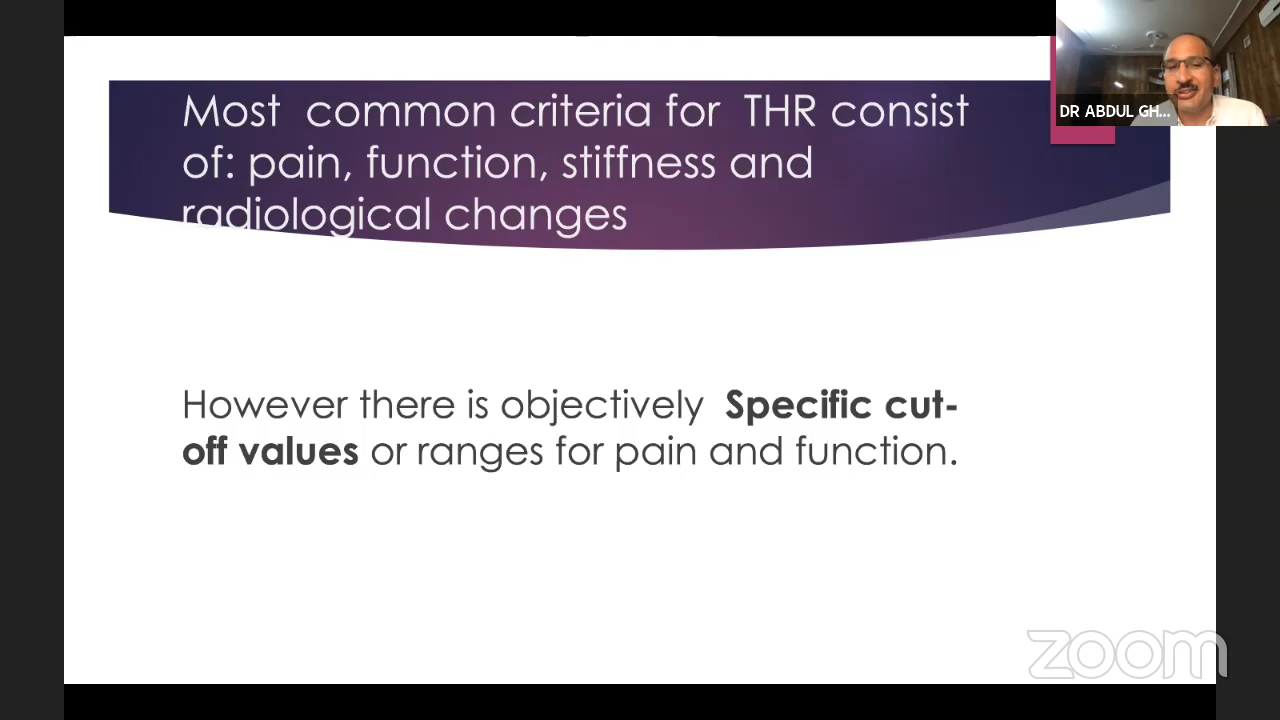 Most common criteria for THR consist
of: pain, function, stiffness and
radiological changes
DR ABDUL GH...
However there is objectively Specific cut-
off values or ranges for pain and function.
zoom